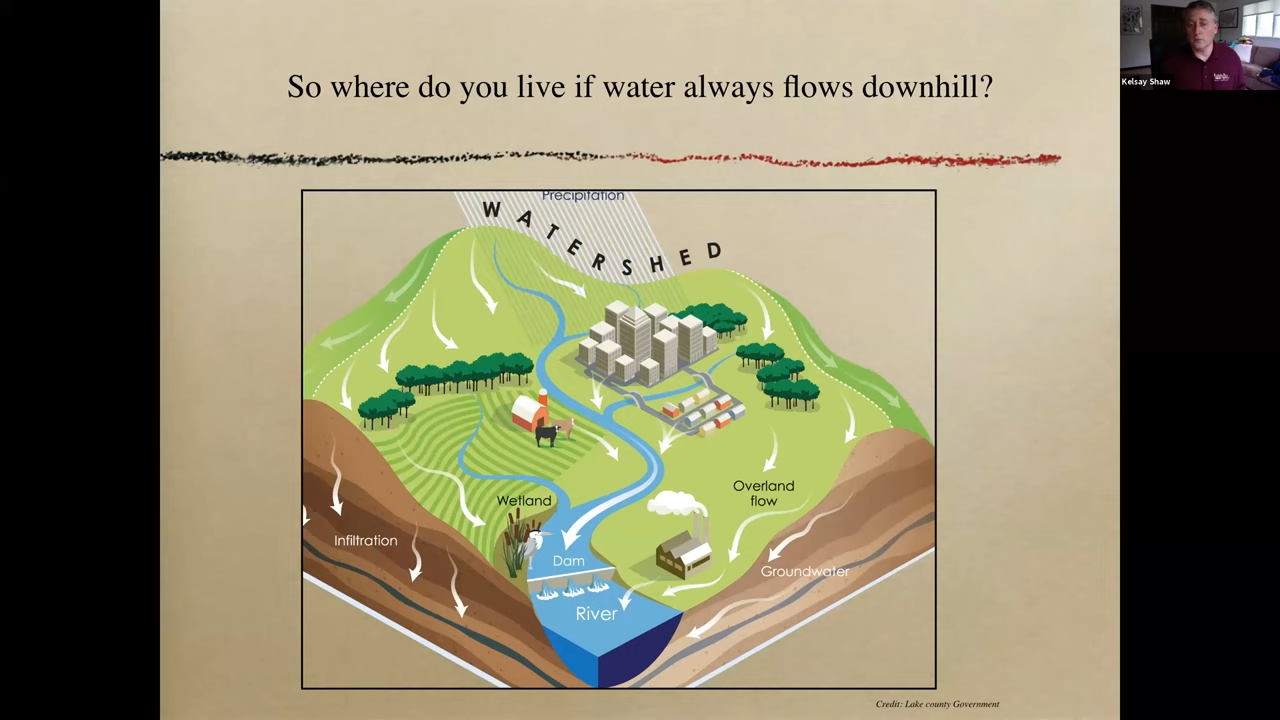 So where do you live if water always flows downhill?
Kelsay Shaw
Precipitation
WATERSHED
Overland
flow
Wetland
Infiltration
Dam
Groundwater
River
Credit: Lake county Government